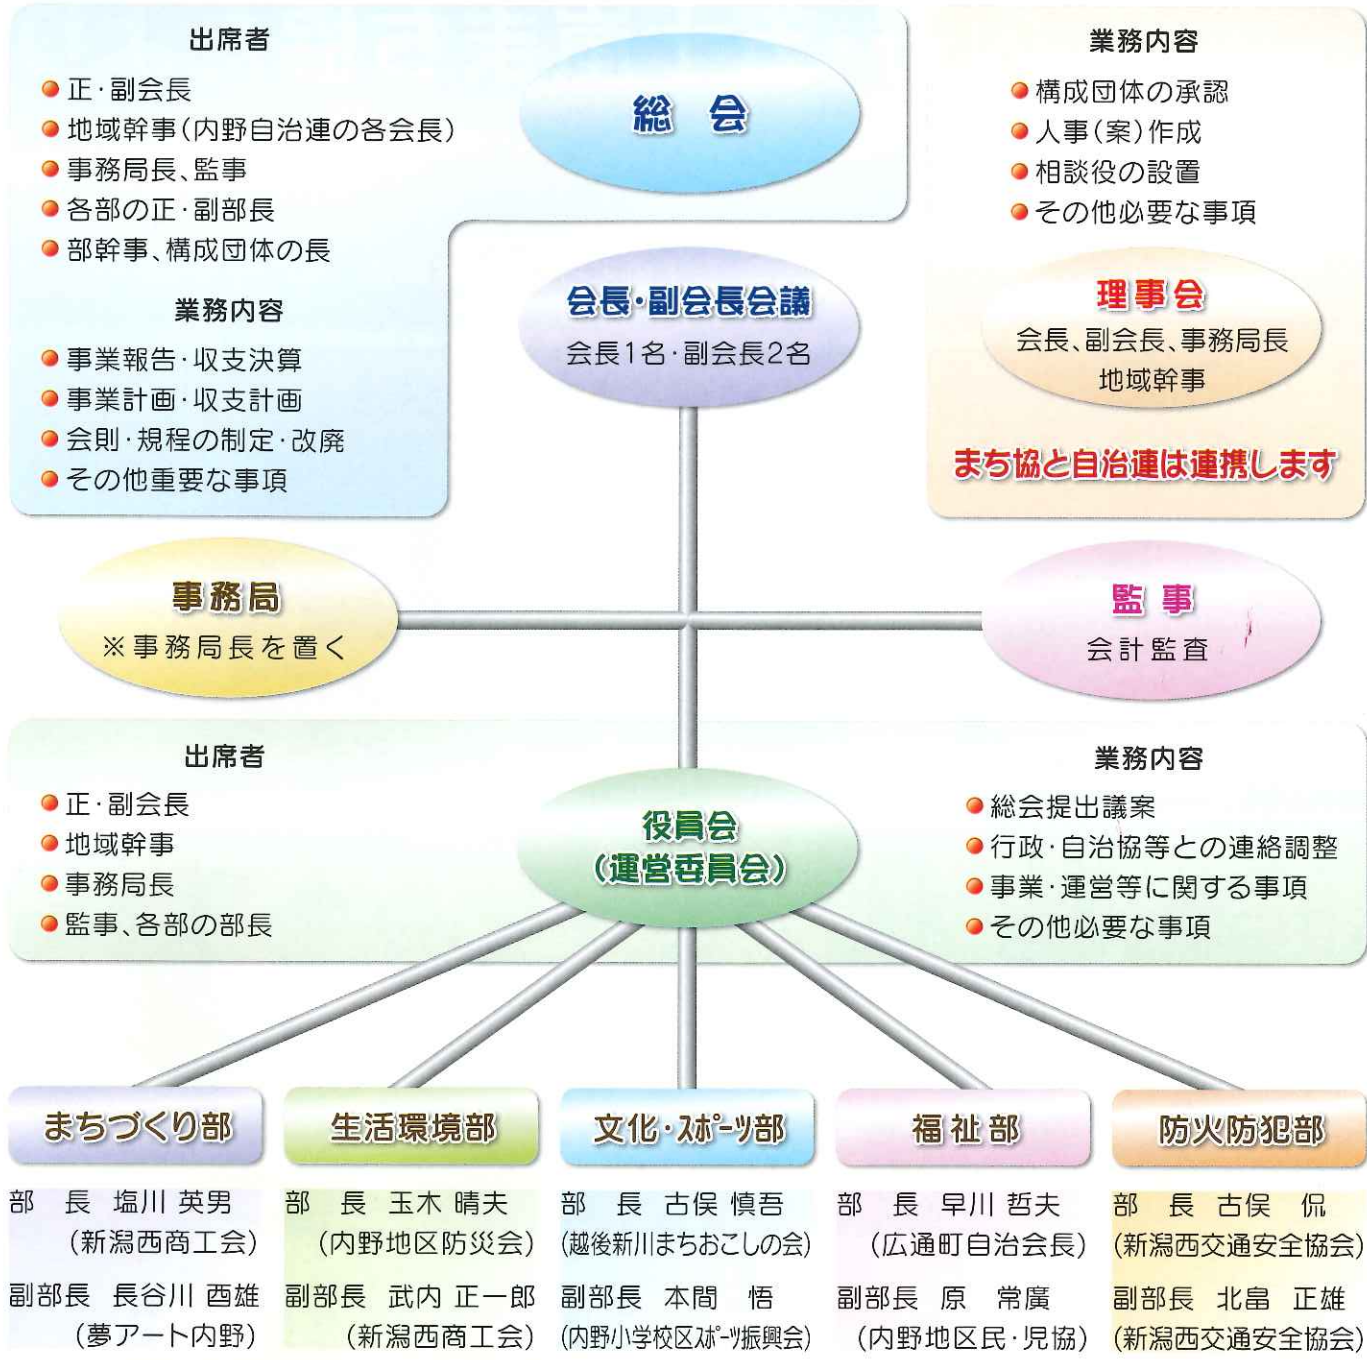 出席者
●正・副会長
●地域幹事(内野自治連の各会長)
●事務局長、監事
●各部の正・副部長
●部幹事、構成団体の長
業務内容
●事業報告・収支決算
●事業計画・収支計画
●会則・規程の制定・改廃
●その他重要な事項
総会
業務内容
●構成団体の承認
●人事(案)作成
●相談役の設置
●その他必要な事項
理事会
会長、副会長、事務局長
地域幹事
まち協と自治連は連携します
会長・副会長会議
会長1名・副会長2名
事務局
※事務局長を置く
監事
会計監査
出席者
●正・副会長
●地域幹事
●事務局長
●監事、各部の部長
役員会
(運営委員会)
業務内容
●総会提出議案
●行政・自治協等との連絡調整
●事業・運営等に関する事項
●その他必要な事項
まちづくり部
部 長 塩川 英男
(新潟西商工会)
副部長 長谷川 酉雄
(夢アート内野)
生活環境部
部 長 玉木 晴夫
(内野地区防災会)
副部長 武内 正一郎
(新潟西商工会)
文化・スポーツ部
部 長 古俣 慎吾
(越後新川まちおこしの会)
副部長 本間 悟
(内野小学校区スポーツ振興会)
福祉部
部 長 早川 哲夫
(広通町自治会長)
副部長 原 常廣
(内野地区民・児協)
防火防犯部
部 長 古俣 侃
(新潟西交通安全協会)
副部長 北畠 正雄
(新潟西交通安全協会)